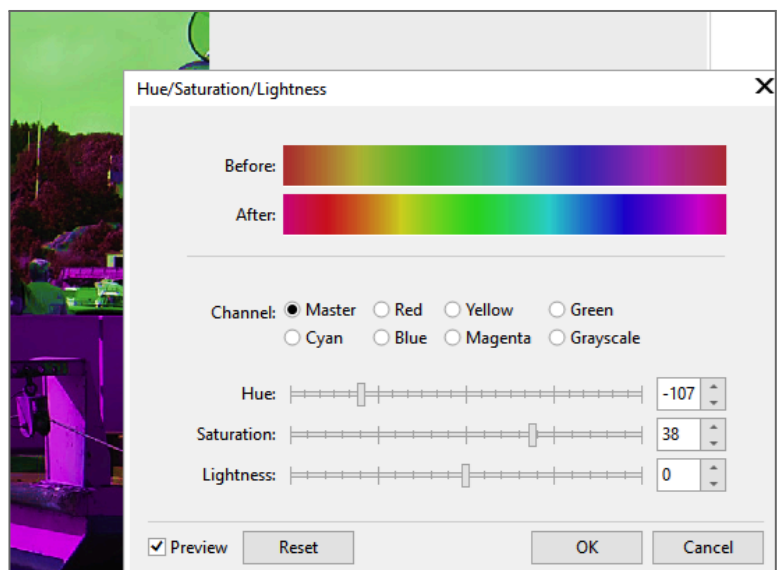 Hue/Saturation/Lightness
Before:
After:
Channel: Master Red Yellow Green
Cyan Blue Magenta Grayscale
Hue: -107
Saturation: 38
Lightness: 0
Preview Reset OK Cancel